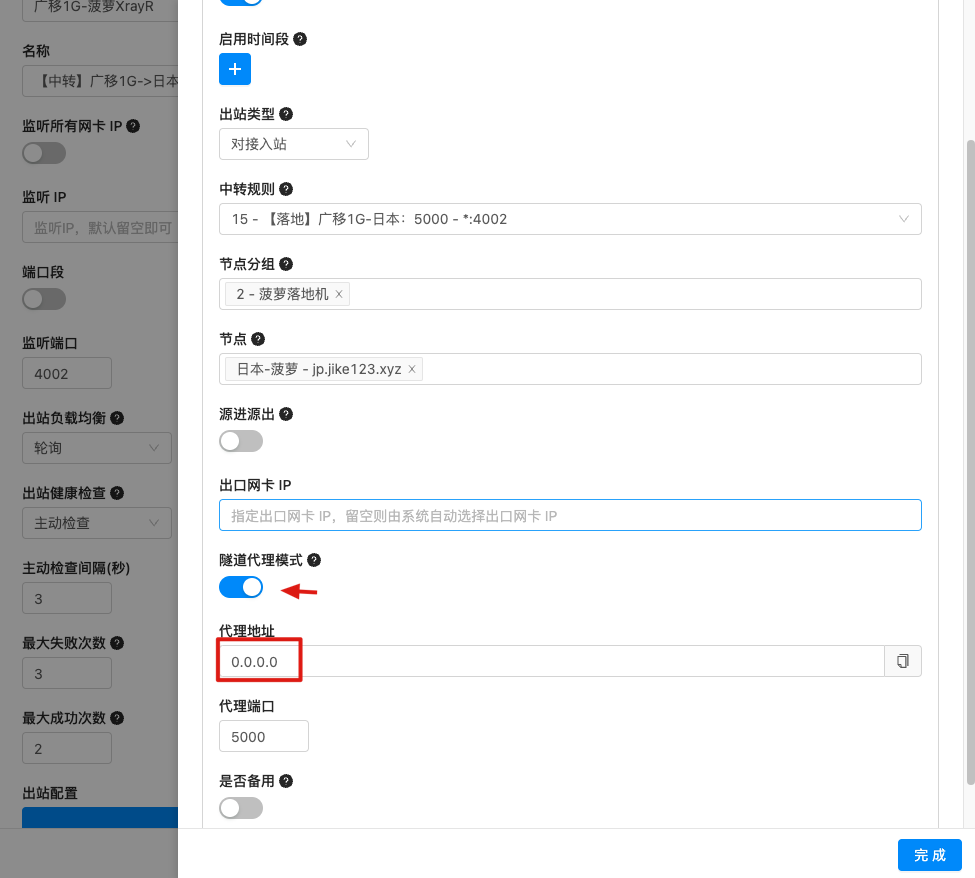 广移1G-菠萝XrayR
名称
【中转】广移1G->日本
监听所有网卡 IP
监听 IP
监听IP，默认留空即可
端口段
监听端口
4002
出站负载均衡
轮询
出站健康检查
主动检查
主动检查间隔(秒)
3
最大失败次数
3
最大成功次数
2
出站配置
启用时间段
+
出站类型
对接入站
中转规则
15 - 【落地】广移1G-日本：5000 - *:4002
节点分组
2 - 菠萝落地机 ×
节点
日本-菠萝 - jp.jike123.xyz ×
源进源出
出口网卡 IP
指定出口网卡 IP，留空则由系统自动选择出口网卡 IP
隧道代理模式
代理地址
0.0.0.0
代理端口
5000
是否备用
完 成